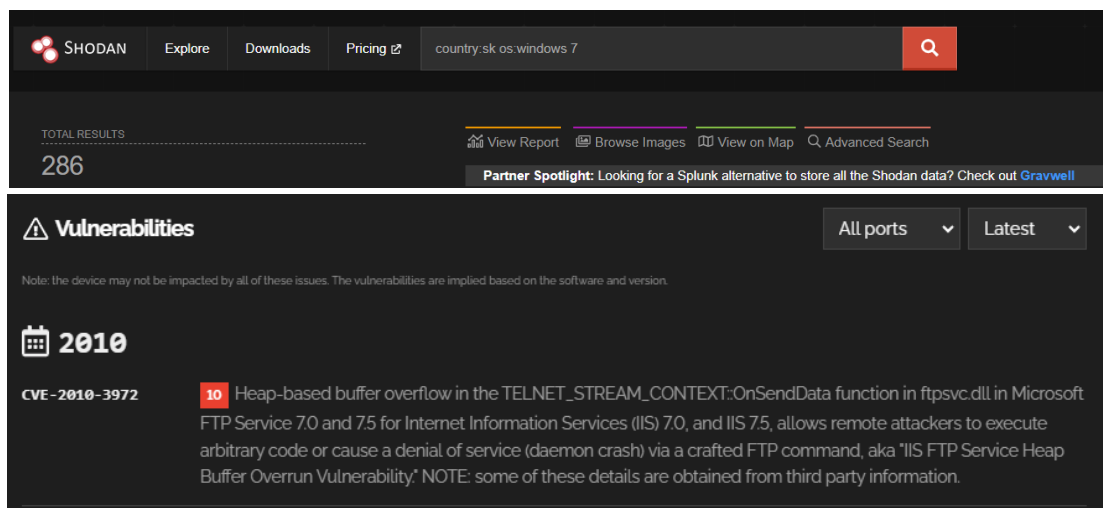 SHODAN Explore Downloads Pricing country:sk os:windows 7
TOTAL RESULTS
286
View Report Browse Images View on Map Advanced Search
Partner Spotlight: Looking for a Splunk alternative to store all the Shodan data? Check out Gravwell
Vulnerabilities All ports Latest
Note: the device may not be impacted by all of these issues. The vulnerabilities are implied based on the software and version.
2010
CVE-2010-3972 10 Heap-based buffer overflow in the TELNET_STREAM_CONTEXT::OnSendData function in ftpsvc.dll in Microsoft
FTP Service 7.0 and 7.5 for Internet Information Services (IIS) 7.0, and IIS 7.5, allows remote attackers to execute
arbitrary code or cause a denial of service (daemon crash) via a crafted FTP command, aka "IIS FTP Service Heap
Buffer Overrun Vulnerability." NOTE: some of these details are obtained from third party information.